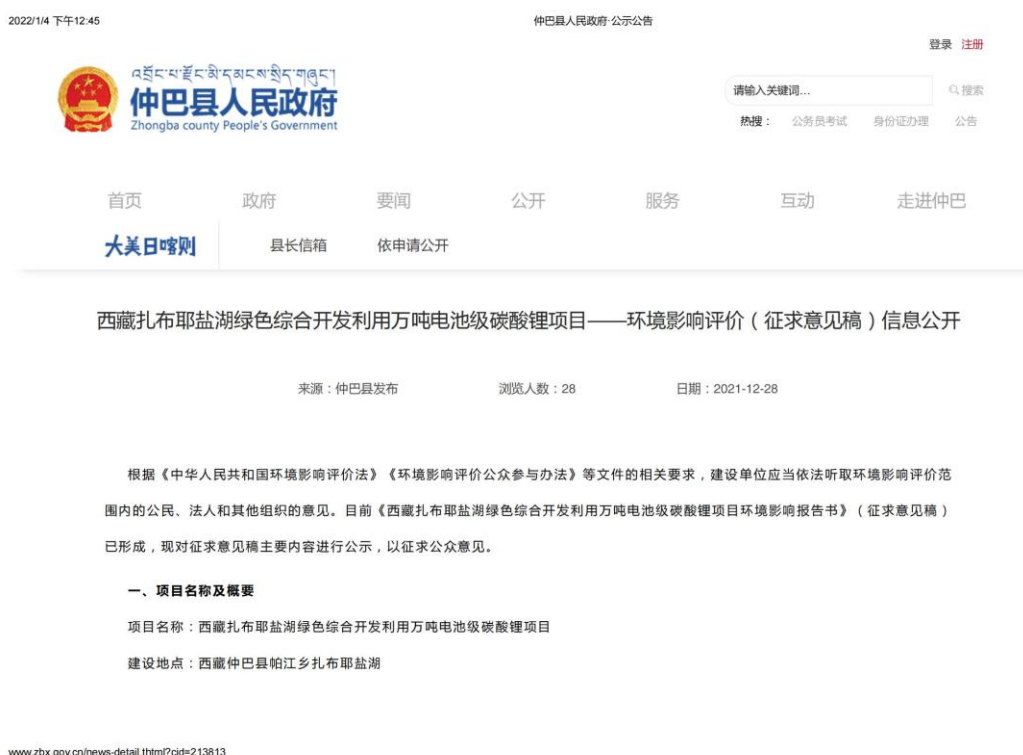 2022/1/4 下午12:45
仲巴县人民政府·公示公告
登录 注册
འབྲོང་པ་རྫོང་མི་དམངས་སྲིད་གཞུང་།
仲巴县人民政府
Zhongba county People's Government
请输入关键词... 搜索
热搜： 公务员考试 身份证办理 公告
首页 政府 要闻 公开 服务 互动 走进仲巴
大美日喀则 县长信箱 依申请公开
西藏扎布耶盐湖绿色综合开发利用万吨电池级碳酸锂项目——环境影响评价（征求意见稿）信息公开
来源：仲巴县发布 浏览人数：28 日期：2021-12-28
根据《中华人民共和国环境影响评价法》《环境影响评价公众参与办法》等文件的相关要求，建设单位应当依法听取环境影响评价范
围内的公民、法人和其他组织的意见。目前《西藏扎布耶盐湖绿色综合开发利用万吨电池级碳酸锂项目环境影响报告书》（征求意见稿）
已形成，现对征求意见稿主要内容进行公示，以征求公众意见。
一、项目名称及概要
项目名称：西藏扎布耶盐湖绿色综合开发利用万吨电池级碳酸锂项目
建设地点：西藏仲巴县帕江乡扎布耶盐湖
www.zbx.gov.cn/news-detail.thtml?cid=213813